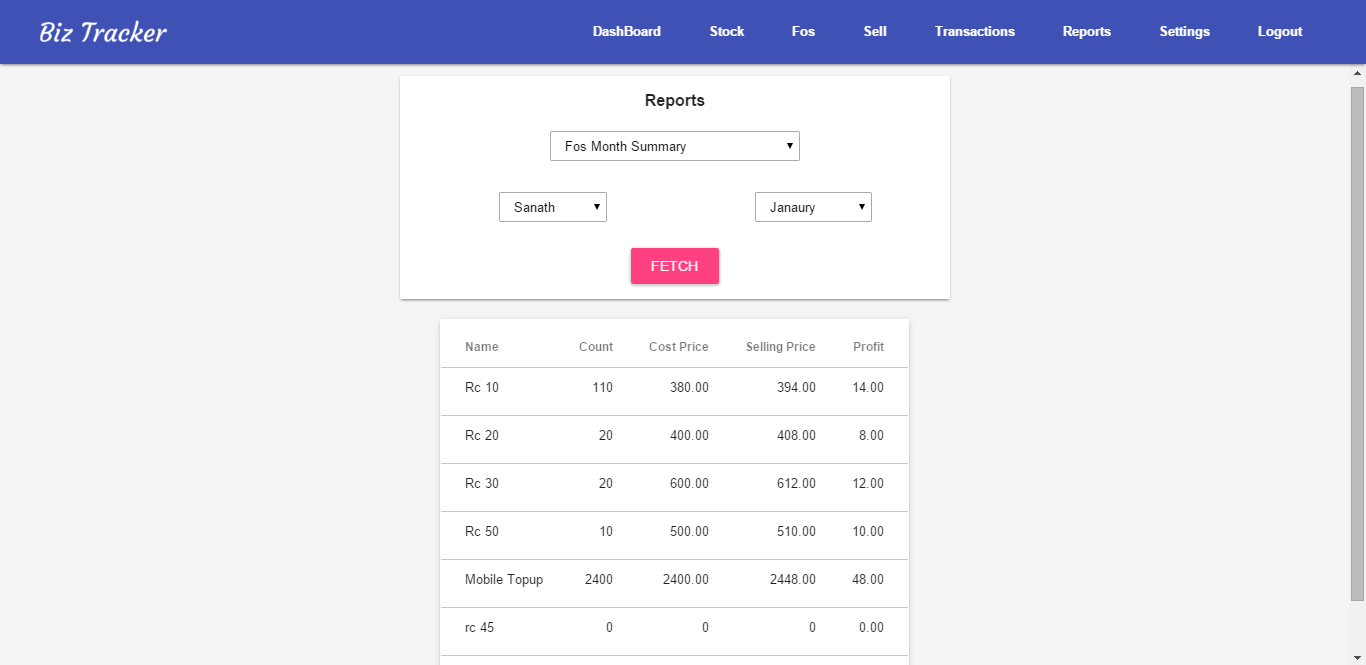 Biz Tracker DashBoard Stock Fos Sell Transactions Reports Settings Logout
Reports
Fos Month Summary
Sanath Janaury
FETCH
Name Count Cost Price Selling Price Profit
Rc 10 110 380.00 394.00 14.00
Rc 20 20 400.00 408.00 8.00
Rc 30 20 600.00 612.00 12.00
Rc 50 10 500.00 510.00 10.00
Mobile Topup 2400 2400.00 2448.00 48.00
rc 45 0 0 0 0.00